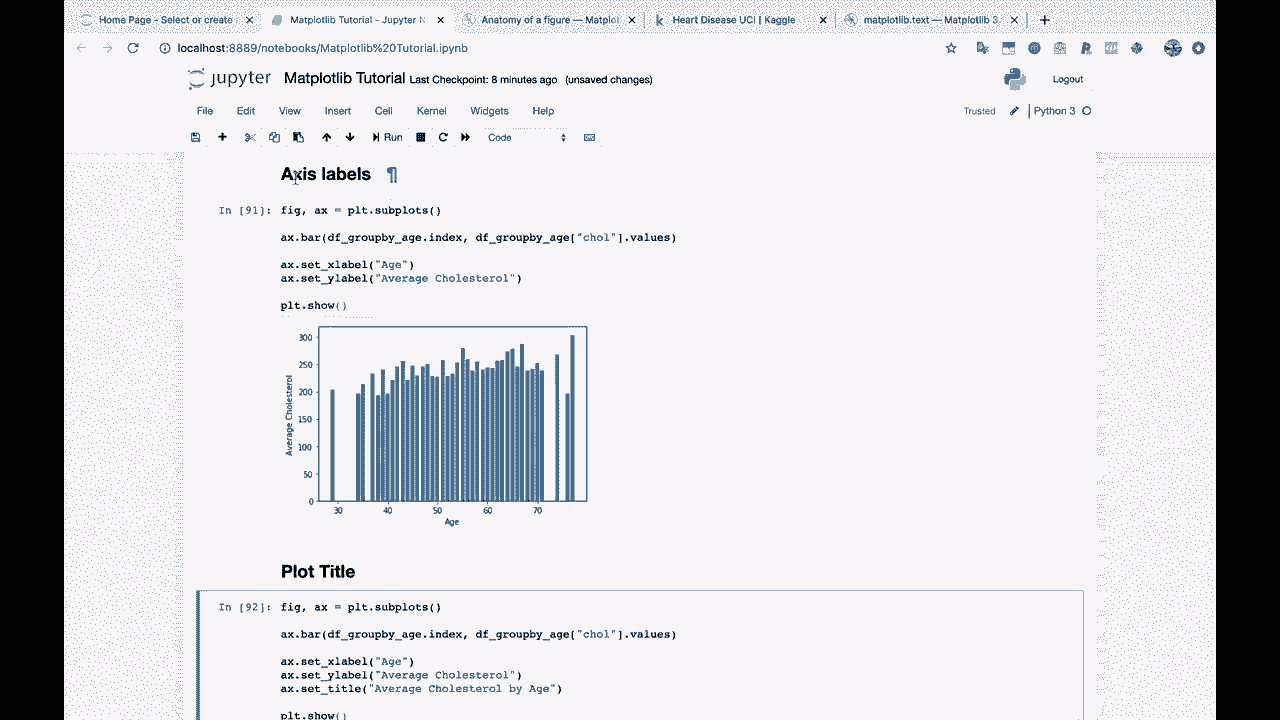 Home Page - Select or create
Matplotlib Tutorial - Jupyter N
Anatomy of a figure — Matplo
Heart Disease UCI | Kaggle
matplotlib.text — Matplotlib 3.
localhost:8889/notebooks/Matplotlib%20Tutorial.ipynb
jupyter Matplotlib Tutorial Last Checkpoint: 8 minutes ago (unsaved changes)
Logout
File Edit View Insert Cell Kernel Widgets Help
Trusted Python 3
Run Code
Axis labels ¶
In [91]: fig, ax = plt.subplots()
ax.bar(df_groupby_age.index, df_groupby_age["chol"].values)
ax.set_xlabel("Age")
ax.set_ylabel("Average Cholesterol")
plt.show()
300
250
200
150
100
50
0
Average Cholesterol
30 40 50 60 70
Age
Plot Title
In [92]: fig, ax = plt.subplots()
ax.bar(df_groupby_age.index, df_groupby_age["chol"].values)
ax.set_xlabel("Age")
ax.set_ylabel("Average Cholesterol")
ax.set_title("Average Cholesterol by Age")
plt.show()